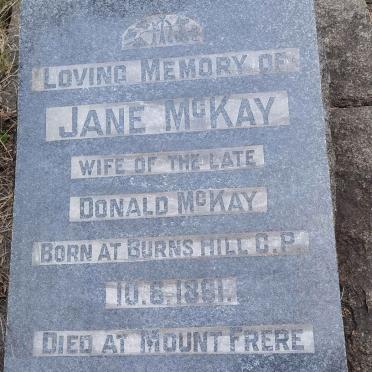 LOVING MEMORY OF
JANE McKAY
WIFE OF THE LATE
DONALD McKAY
BORN AT BURNS HILL C.P.
10.6.1861.
DIED AT MOUNT FRERE